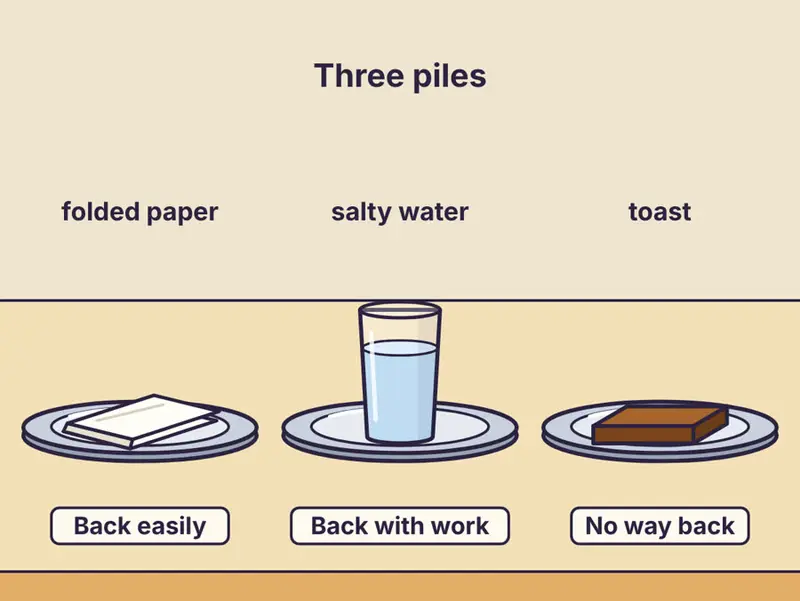 Three piles
folded paper
salty water
toast
Back easily
Back with work
No way back